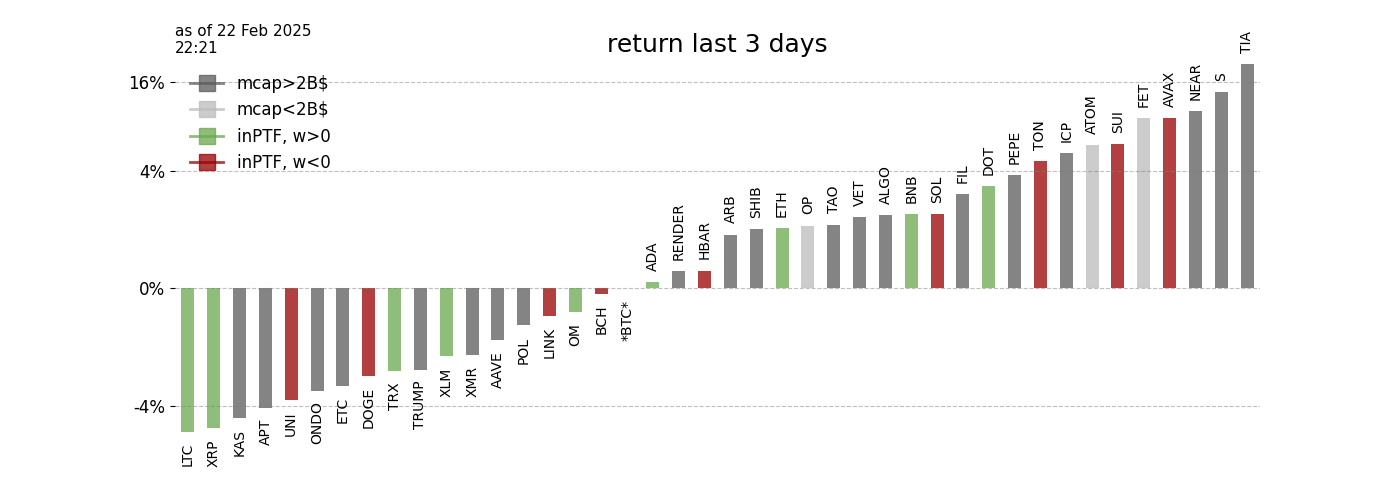 as of 22 Feb 2025
22:21
return last 3 days
16%
4%
0%
-4%
mcap>2B$
mcap<2B$
inPTF, w>0
inPTF, w<0
LTC
XRP
KAS
APT
UNI
ONDO
ETC
DOGE
TRX
TRUMP
XLM
XMR
AAVE
POL
LINK
OM
BCH
*BTC*
ADA
RENDER
HBAR
ARB
SHIB
ETH
OP
TAO
VET
ALGO
BNB
SOL
FIL
DOT
PEPE
TON
ICP
ATOM
SUI
FET
AVAX
NEAR
S
TIA